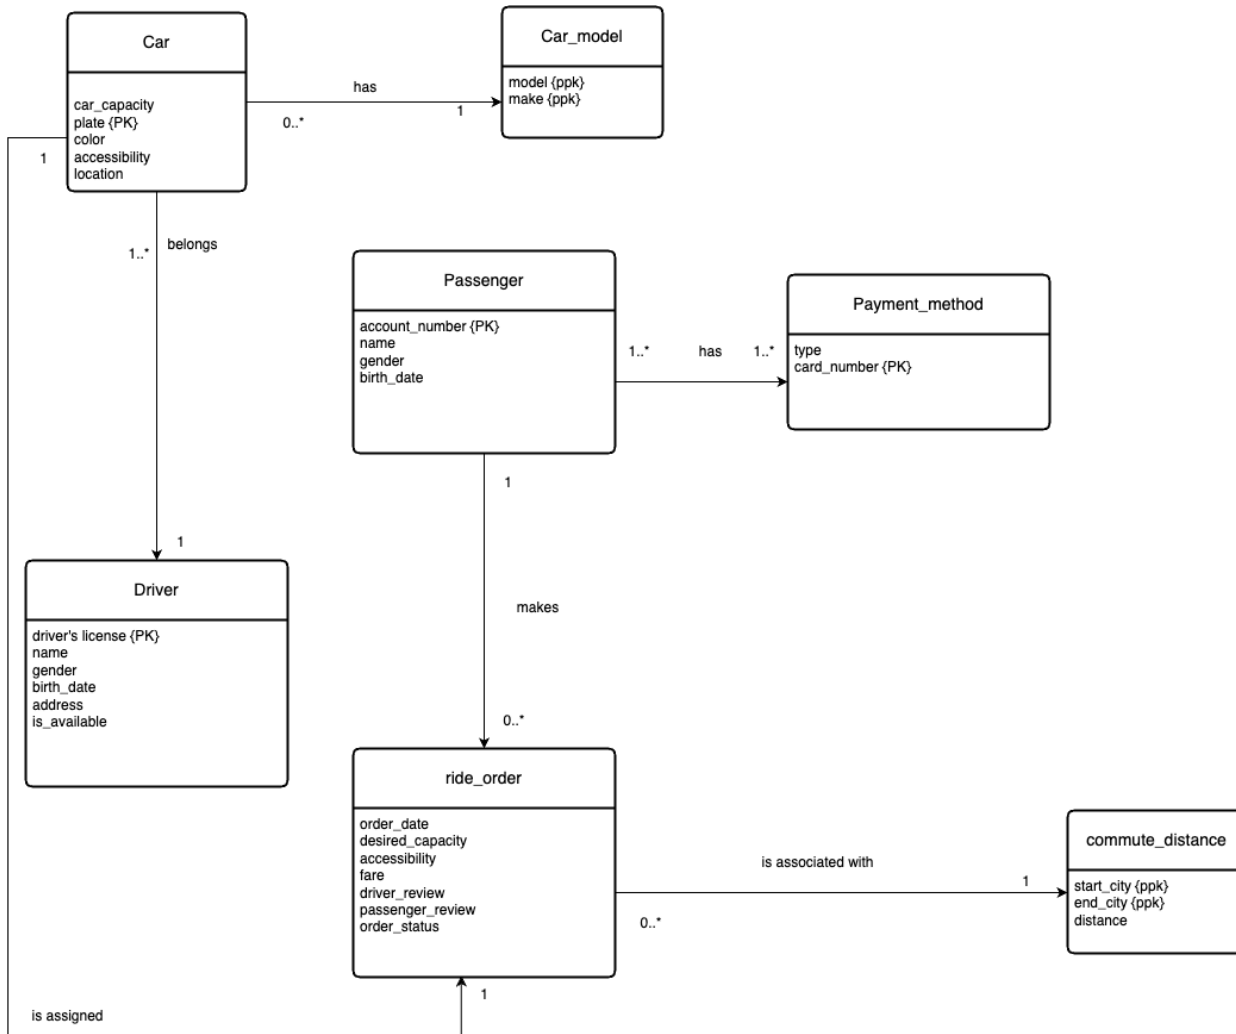 Car
car_capacity
plate {PK}
color
accessibility
location
has
0..*
1
Car_model
model {ppk}
make {ppk}
1
1..*
belongs
1
Passenger
account_number {PK}
name
gender
birth_date
1..*
has
1..*
Payment_method
type
card_number {PK}
1
makes
0..*
Driver
driver's license {PK}
name
gender
birth_date
address
is_available
ride_order
order_date
desired_capacity
accessibility
fare
driver_review
passenger_review
order_status
is associated with
0..*
1
commute_distance
start_city {ppk}
end_city {ppk}
distance
1
is assigned